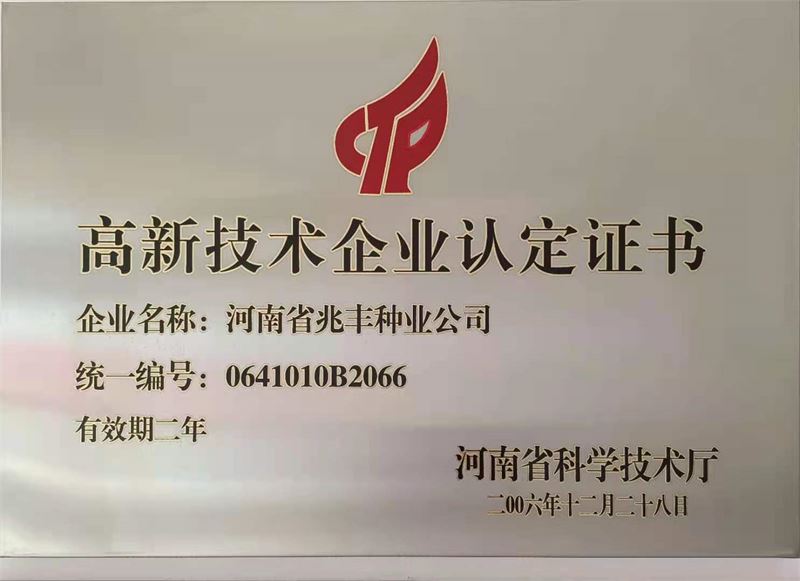 CTP
高新技术企业认定证书
企业名称：河南省兆丰种业公司
统一编号：0641010B2066
有效期二年
河南省科学技术厅
二00六年十二月二十八日